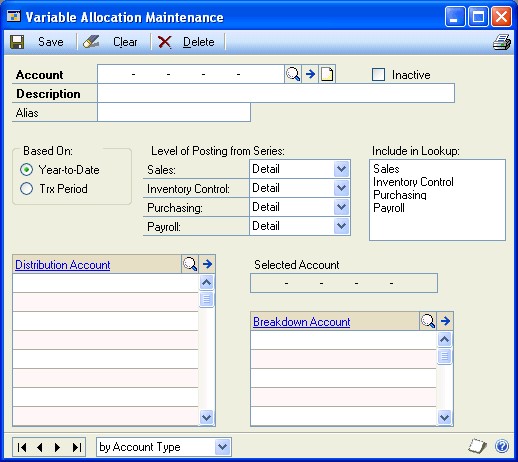 Variable Allocation Maintenance
Save Clear Delete
Account - - - - Inactive
Description
Alias
Based On: Level of Posting from Series: Include in Lookup:
Year-to-Date Sales: Detail Sales
Trx Period Inventory Control: Detail Inventory Control
Purchasing: Detail Purchasing
Payroll: Detail Payroll
Distribution Account Selected Account
- - - -
Breakdown Account
by Account Type